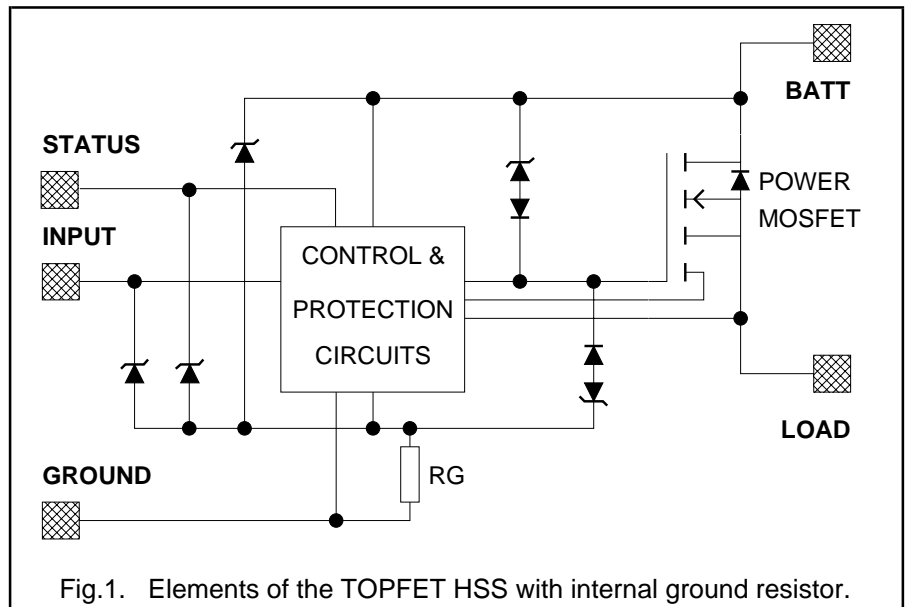 BATT
STATUS
POWER
MOSFET
INPUT
CONTROL &
PROTECTION
CIRCUITS
LOAD
RG
GROUND
Fig.1. Elements of the TOPFET HSS with internal ground resistor.